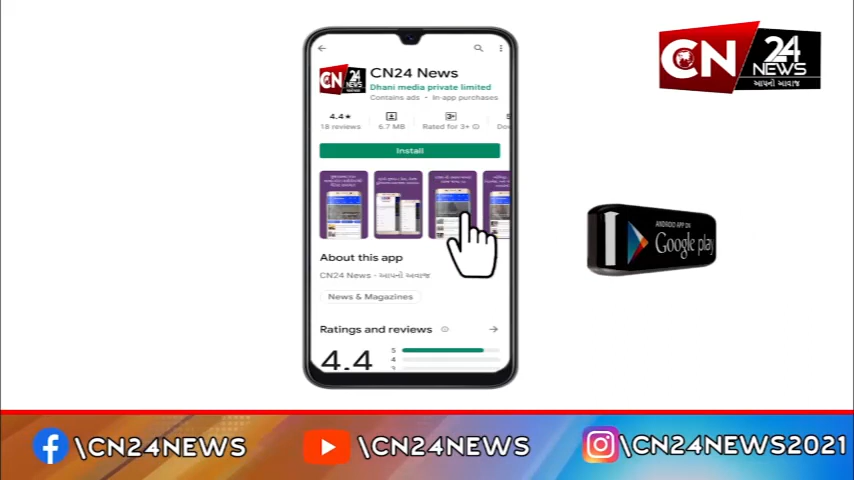 CN24 News
Dhani media private limited
Contains ads • In-app purchases
4.4★
18 reviews
6.7 MB
3+
Rated for 3+
Install
About this app
CN24 News - આપનો અવાજ
News & Magazines
Ratings and reviews
4.4
5
4
3
CN
24
NEWS
આપનો અવાજ
ANDROID APP ON
Google play
\CN24NEWS
\CN24NEWS
\CN24NEWS2021